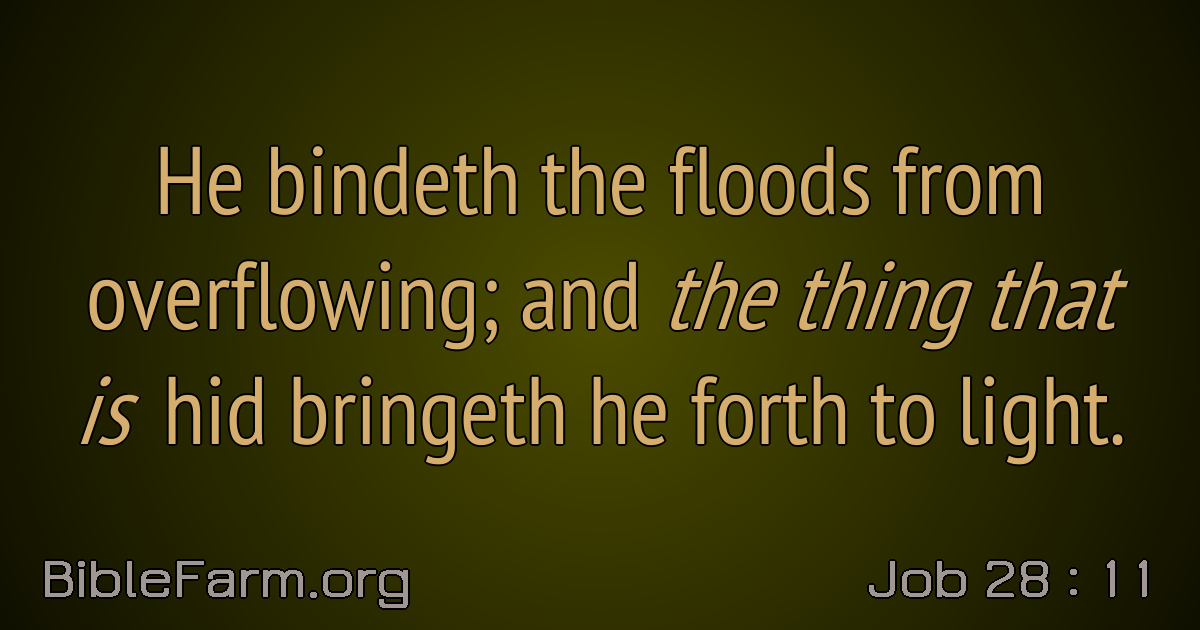 He bindeth the floods from
overflowing; and the thing that
is hid bringeth he forth to light.
BibleFarm.org
Job 28 : 11